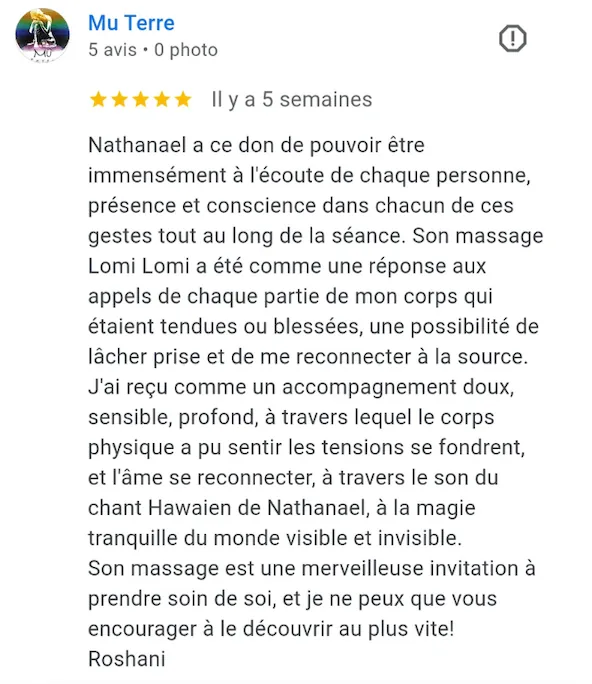 Mu Terre
5 avis • 0 photo
Il y a 5 semaines
Nathanael a ce don de pouvoir être
immensément à l'écoute de chaque personne,
présence et conscience dans chacun de ces
gestes tout au long de la séance. Son massage
Lomi Lomi a été comme une réponse aux
appels de chaque partie de mon corps qui
étaient tendues ou blessées, une possibilité de
lâcher prise et de me reconnecter à la source.
J'ai reçu comme un accompagnement doux,
sensible, profond, à travers lequel le corps
physique a pu sentir les tensions se fondrent,
et l'âme se reconnecter, à travers le son du
chant Hawaien de Nathanael, à la magie
tranquille du monde visible et invisible.
Son massage est une merveilleuse invitation à
prendre soin de soi, et je ne peux que vous
encourager à le découvrir au plus vite!
Roshani